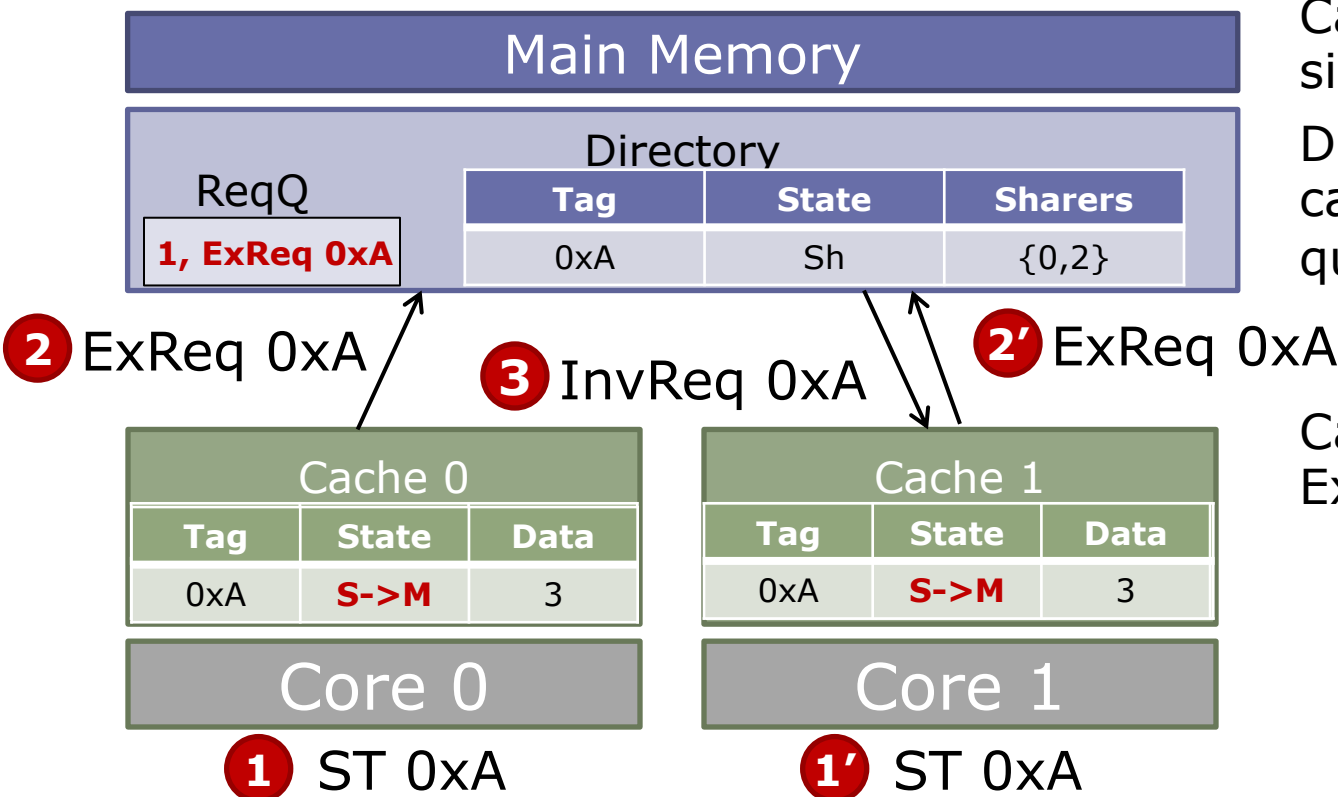 Main Memory
Directory
ReqQ
1, ExReq 0xA
Tag State Sharers
0xA Sh {0,2}
2 ExReq 0xA
3 InvReq 0xA
2′ ExReq 0xA
Cache 0
Tag State Data
0xA S->M 3
Core 0
1 ST 0xA
Cache 1
Tag State Data
0xA S->M 3
Core 1
1′ ST 0xA